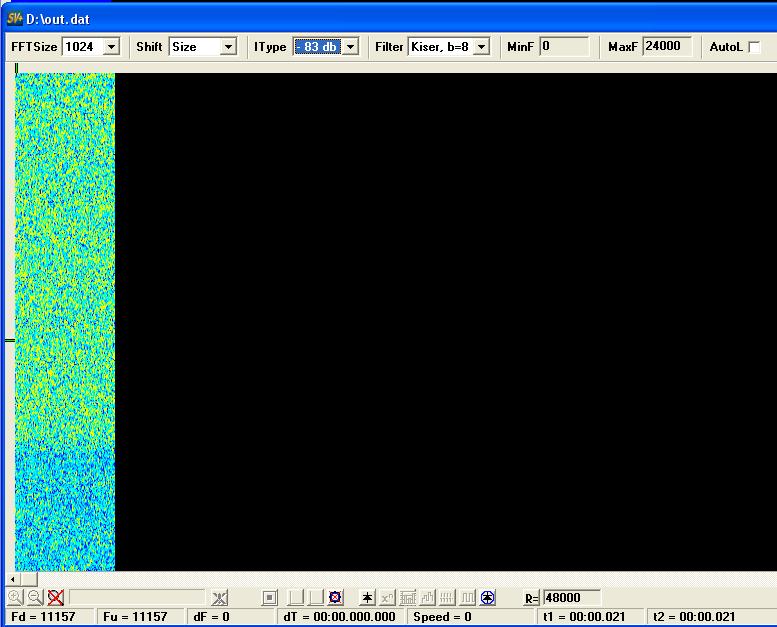 SV+ D:\out.dat
FFTSize 1024 Shift Size IType - 83 db Filter Kiser, b=8 MinF 0 MaxF 24000 AutoL
xⁿ R= 48000
Fd = 11157 Fu = 11157 dF = 0 dT = 00:00.000.000 Speed = 0 t1 = 00:00.021 t2 = 00:00.021